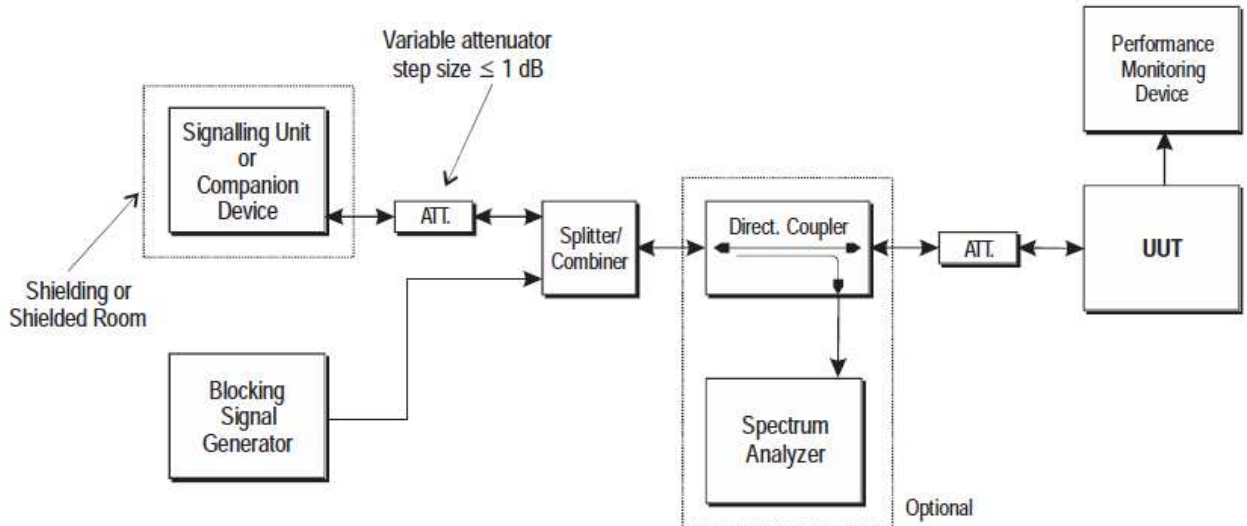 Variable attenuator
step size ≤ 1 dB
Performance
Monitoring
Device
Signalling Unit
or
Companion
Device
ATT.
Splitter/
Combiner
Direct. Coupler
ATT.
UUT
Shielding or
Shielded Room
Blocking
Signal
Generator
Spectrum
Analyzer
Optional